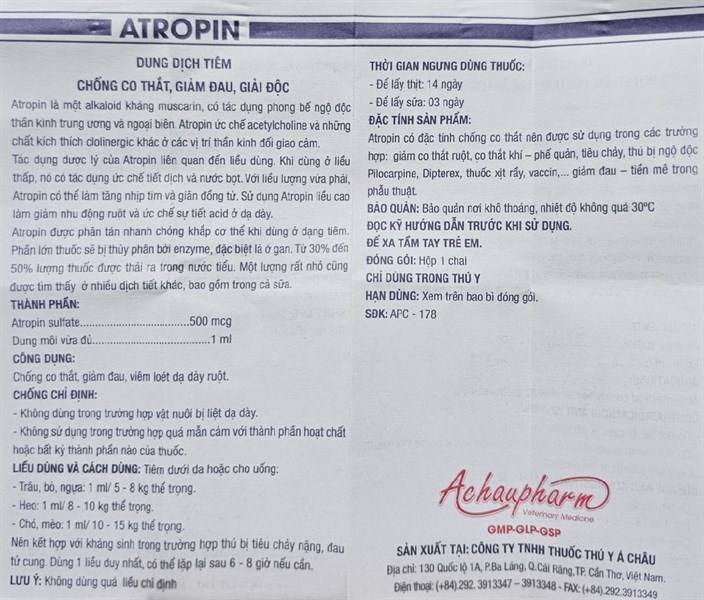 ATROPIN
DUNG DỊCH TIÊM
CHỐNG CO THẮT, GIẢM ĐAU, GIẢI ĐỘC
Atropin là một alkaloid kháng muscarin, có tác dụng phong bế ngộ độc
thần kinh trung ương và ngoại biên. Atropin ức chế acetylcholine và những
chất kích thích clolinergic khác ở các vị trí thần kinh đối giao cảm.
Tác dụng dược lý của Atropin liên quan đến liều dùng. Khi dùng ở liều
thấp, nó có tác dụng ức chế tiết dịch và nước bọt. Với liều lượng vừa phải,
Atropin có thể làm tăng nhịp tim và giãn đồng tử. Sử dụng Atropin liều cao
làm giảm nhu động ruột và ức chế sự tiết acid ở dạ dày.
Atropin được phân tán nhanh chóng khắp cơ thể khi dùng ở dạng tiêm.
Phần lớn thuốc sẽ bị thủy phân bởi enzyme, đặc biệt là ở gan. Từ 30% đến
50% lượng thuốc được thải ra trong nước tiểu. Một lượng rất nhỏ cũng
được tìm thấy ở nhiều dịch tiết khác, bao gồm trong cả sữa.
THÀNH PHẦN:
Atropin sulfate..................................500 mcg
Dung môi vừa đủ.....................................1 ml
CÔNG DỤNG:
Chống co thắt, giảm đau, viêm loét dạ dày ruột.
CHỐNG CHỈ ĐỊNH:
- Không dùng trong trường hợp vật nuôi bị liệt dạ dày.
- Không sử dụng trong trường hợp quá mẫn cảm với thành phần hoạt chất
hoặc bất kỳ thành phần nào của thuốc.
LIỀU DÙNG VÀ CÁCH DÙNG: Tiêm dưới da hoặc cho uống:
- Trâu, bò, ngựa: 1 ml/ 5 - 8 kg thể trọng.
- Heo: 1 ml/ 8 - 10 kg thể trọng.
- Chó, mèo: 1 ml/ 10 - 15 kg thể trọng.
Nên kết hợp với kháng sinh trong trường hợp thú bị tiêu chảy nặng, đau
tử cung. Dùng 1 liều duy nhất, có thể lặp lại sau 6 - 8 giờ nếu cần.
LƯU Ý: Không dùng quá liều chỉ định
THỜI GIAN NGƯNG DÙNG THUỐC:
- Để lấy thịt: 14 ngày
- Để lấy sữa: 03 ngày
ĐẶC TÍNH SẢN PHẨM:
Atropin có đặc tính chống co thắt nên được sử dụng trong các trường
hợp: giảm co thắt ruột, co thắt khí – phế quản, tiêu chảy, thú bị ngộ độc
Pilocarpine, Dipterex, thuốc xịt rầy, vaccin,... giảm đau – tiền mê trong
phẫu thuật.
BẢO QUẢN: Bảo quản nơi khô thoáng, nhiệt độ không quá 30ºC
ĐỌC KỸ HƯỚNG DẪN TRƯỚC KHI SỬ DỤNG.
ĐỂ XA TẦM TAY TRẺ EM.
ĐÓNG GÓI: Hộp 1 chai
CHỈ DÙNG TRONG THÚ Y
HẠN DÙNG: Xem trên bao bì đóng gói.
SĐK: APC - 178
Achaupharm
Veterinary Medicine
GMP-GLP-GSP
SẢN XUẤT TẠI: CÔNG TY TNHH THUỐC THÚ Y Á CHÂU
Địa chỉ: 130 Quốc lộ 1A, P.Ba Láng, Q.Cái Răng,TP. Cần Thơ, Việt Nam.
Điện thoại: (+84).292. 3913347 – 3913348 - FAX: (+84).292.3913349